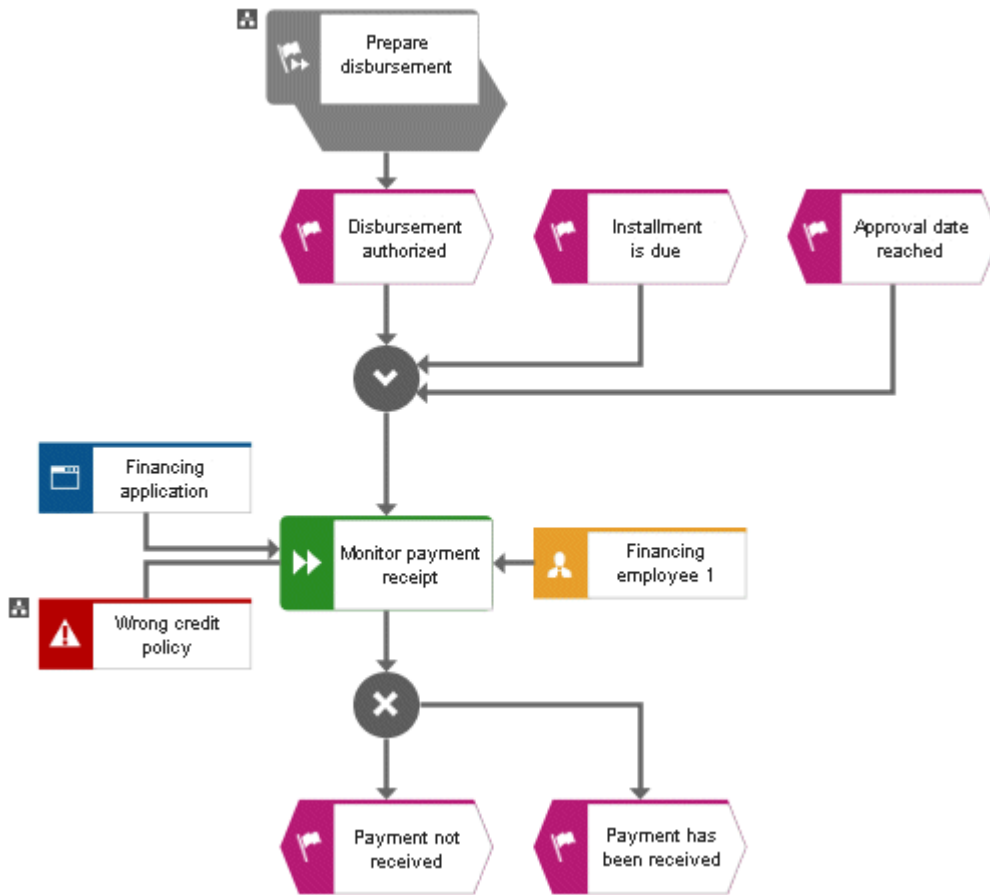 Prepare
disbursement
Disbursement
authorized
Installment
is due
Approval date
reached
Financing
application
Monitor payment
receipt
Financing
employee 1
Wrong credit
policy
Payment not
received
Payment has
been received